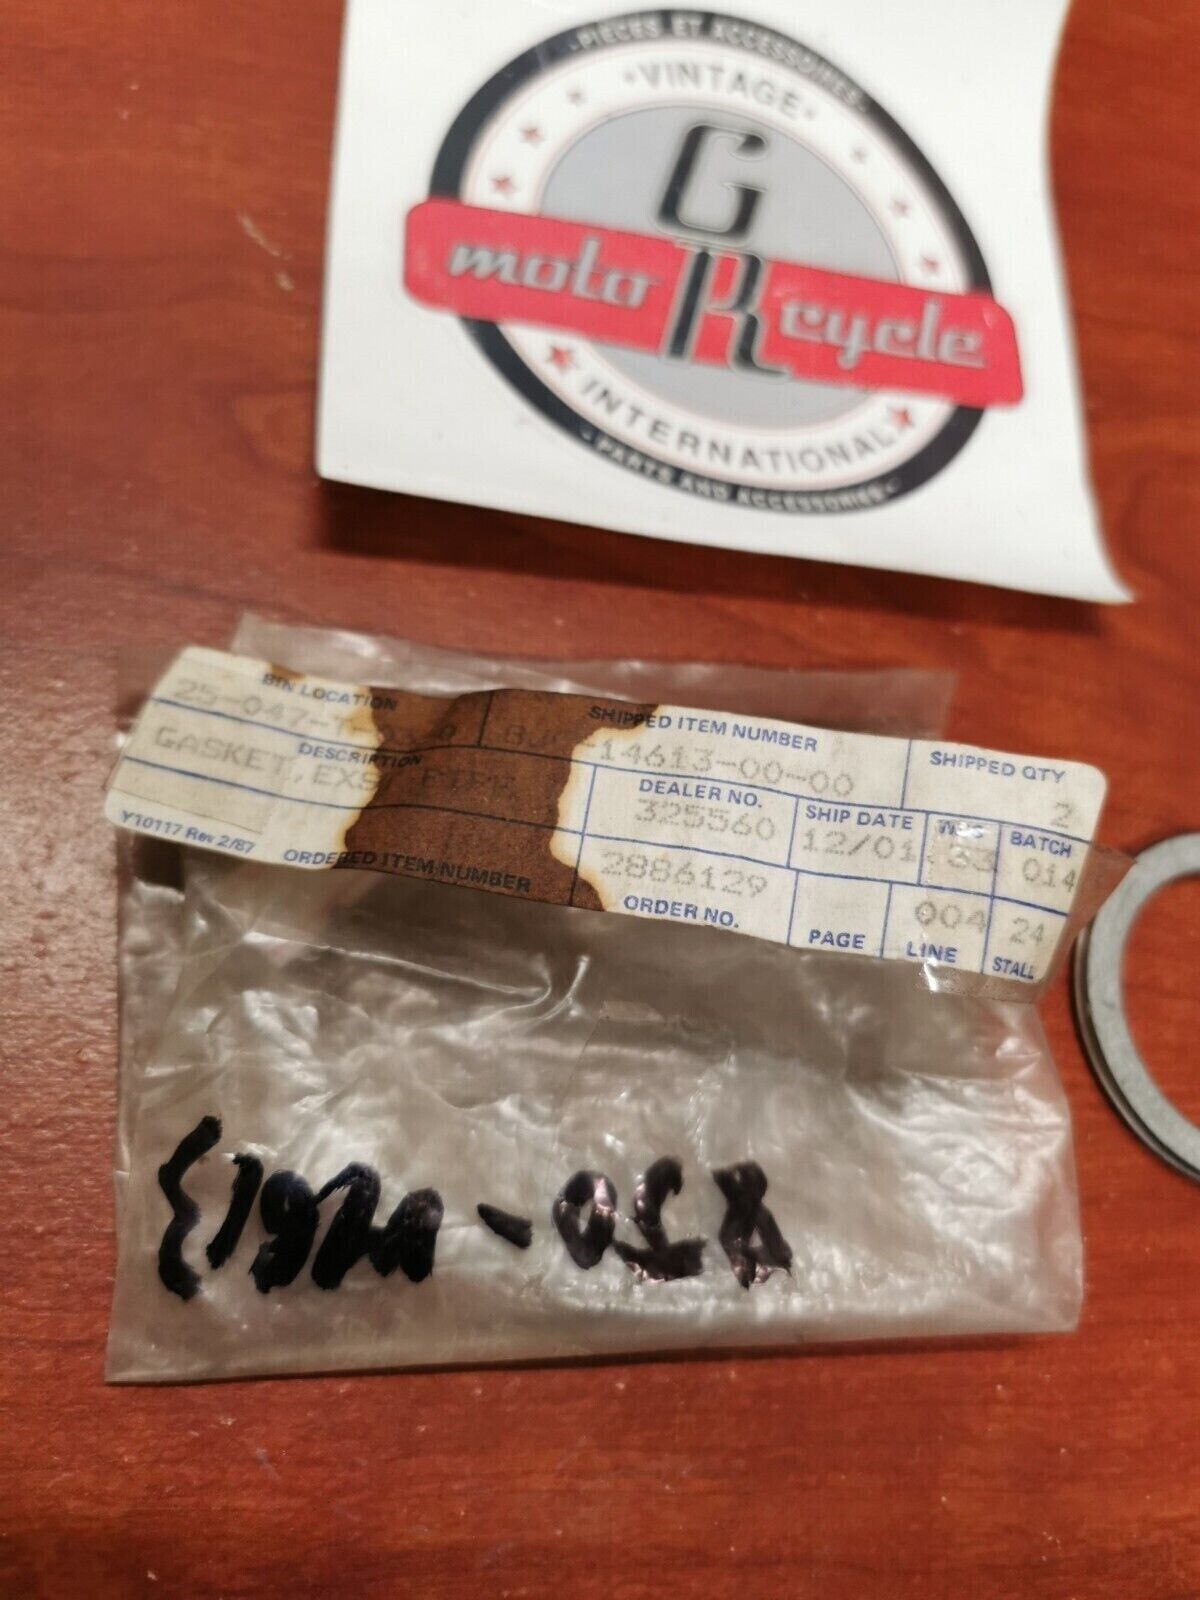 ·PIÈCES ET ACCESSOIRES·
·VINTAGE·
G
moto R cycle
INTERNATIONAL
·PARTS AND ACCESSORIES·
BIN LOCATION
SHIPPED ITEM NUMBER
SHIPPED QTY
25-047-
-14613-00-00
2
DESCRIPTION
DEALER NO.
SHIP DATE
BATCH
GASKET, EXS
325560
12/01
33
014
Y10117 Rev 2/87
ORDERED ITEM NUMBER
2886129
004
24
ORDER NO.
PAGE
LINE
STALL